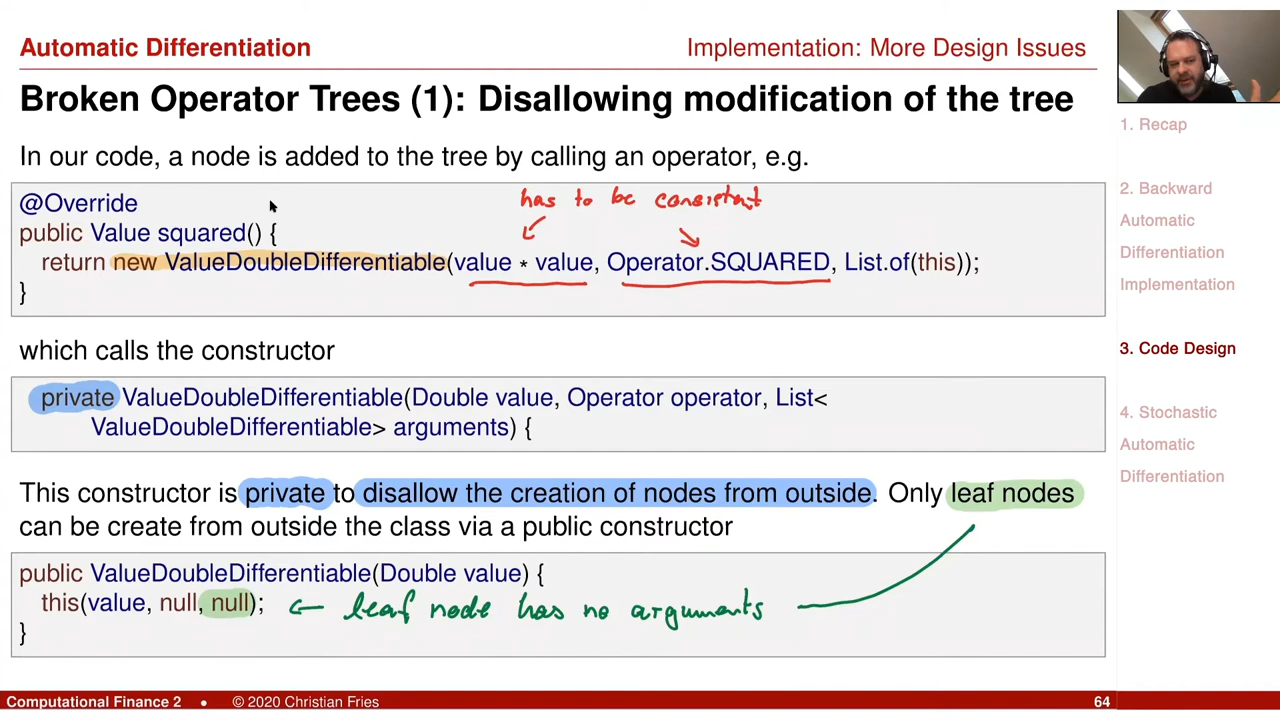 Automatic Differentiation
Implementation: More Design Issues
Broken Operator Trees (1): Disallowing modification of the tree
In our code, a node is added to the tree by calling an operator, e.g.
@Override
has to be consistent
public Value squared() {
return new ValueDoubleDifferentiable(value * value, Operator.SQUARED, List.of(this));
}
which calls the constructor
private ValueDoubleDifferentiable(Double value, Operator operator, List<
ValueDoubleDifferentiable> arguments) {
This constructor is private to disallow the creation of nodes from outside. Only leaf nodes
can be create from outside the class via a public constructor
public ValueDoubleDifferentiable(Double value) {
this(value, null, null);
leaf node has no arguments
}
1. Recap
2. Backward
Automatic
Differentiation
Implementation
3. Code Design
4. Stochastic
Automatic
Differentiation
Computational Finance 2 • © 2020 Christian Fries
64